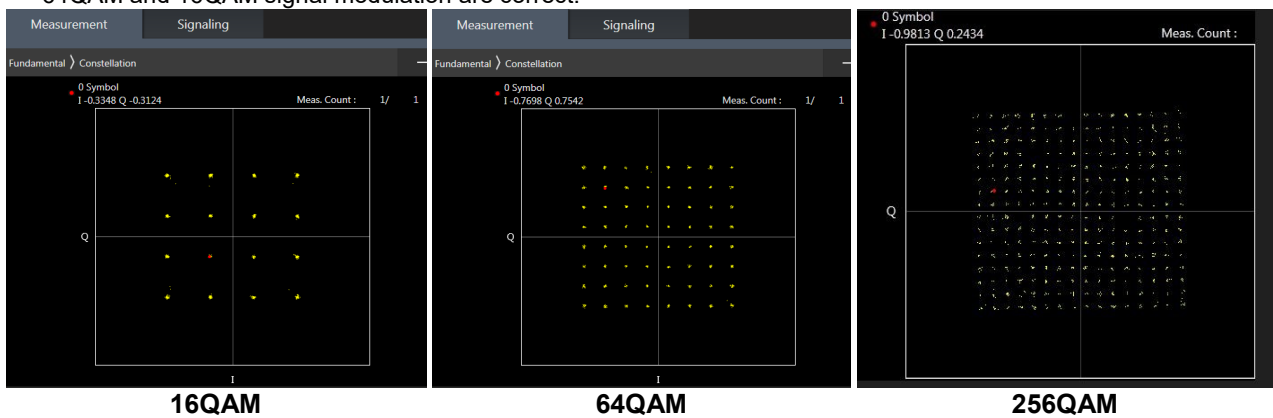 Measurement Signaling
Fundamental 〉 Constellation
0 Symbol
I -0.3348 Q -0.3124 Meas. Count : 1/ 1
Q
I
16QAM
Measurement Signaling
Fundamental 〉 Constellation
0 Symbol
I -0.7698 Q 0.7542 Meas. Count : 1/ 1
Q
I
64QAM
0 Symbol
I -0.9813 Q 0.2434 Meas. Count :
Q
256QAM